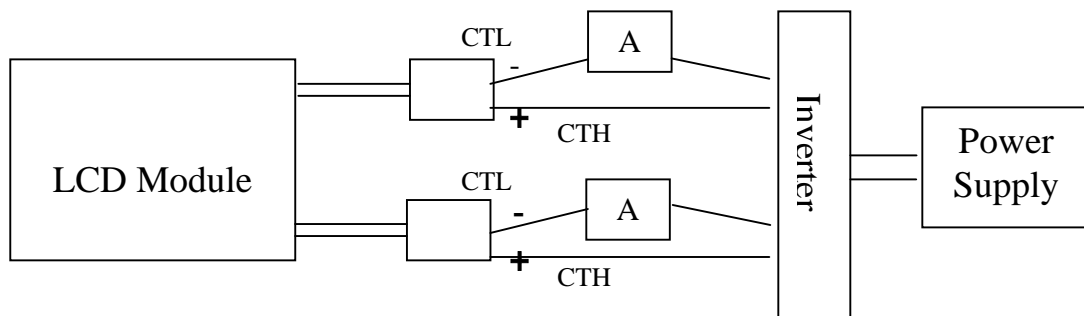 CTL
A
-
+
CTH
LCD Module
CTL
A
-
+
CTH
Inverter
Power
Supply